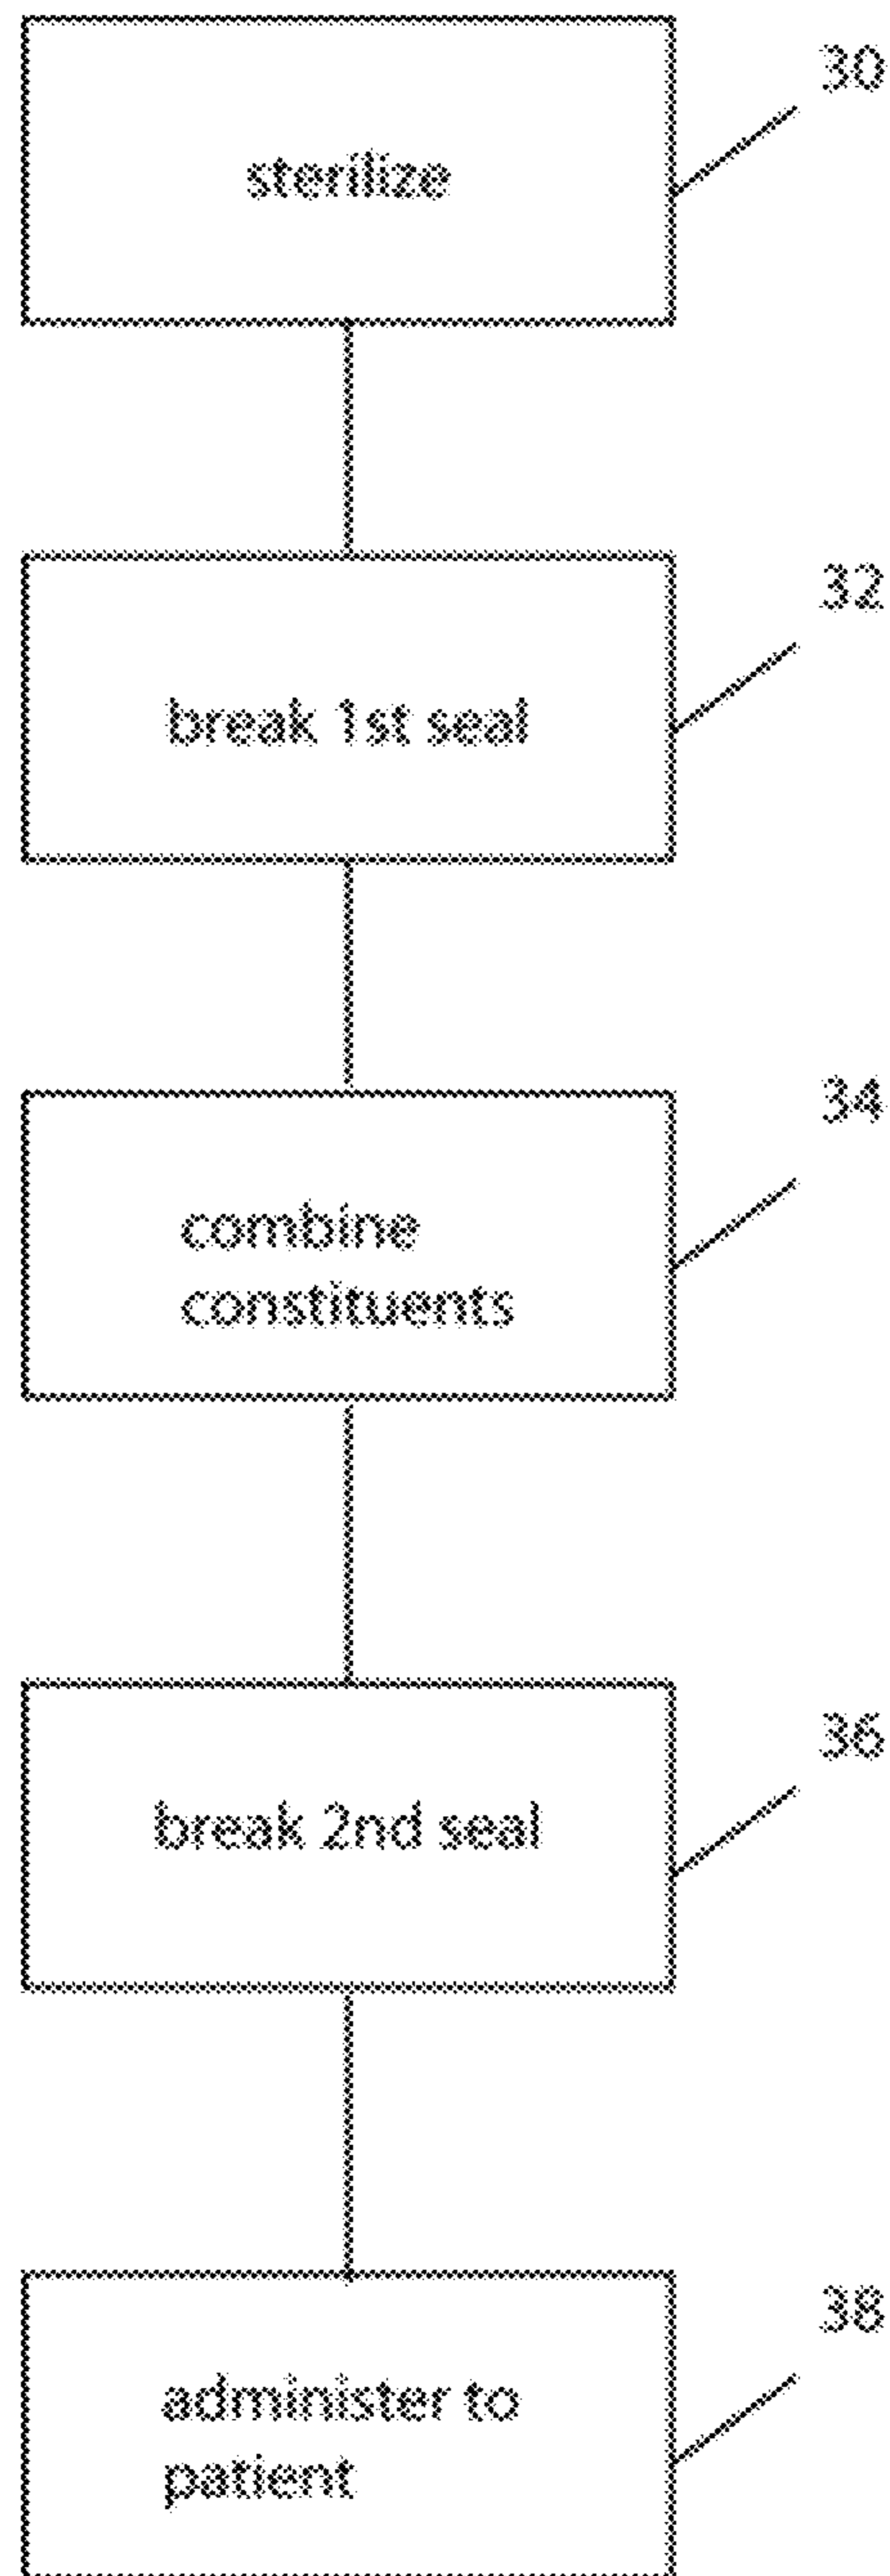 30
sterilize
32
break 1st seal
34
combine
constituents
36
break 2nd seal
38
administer to
patient